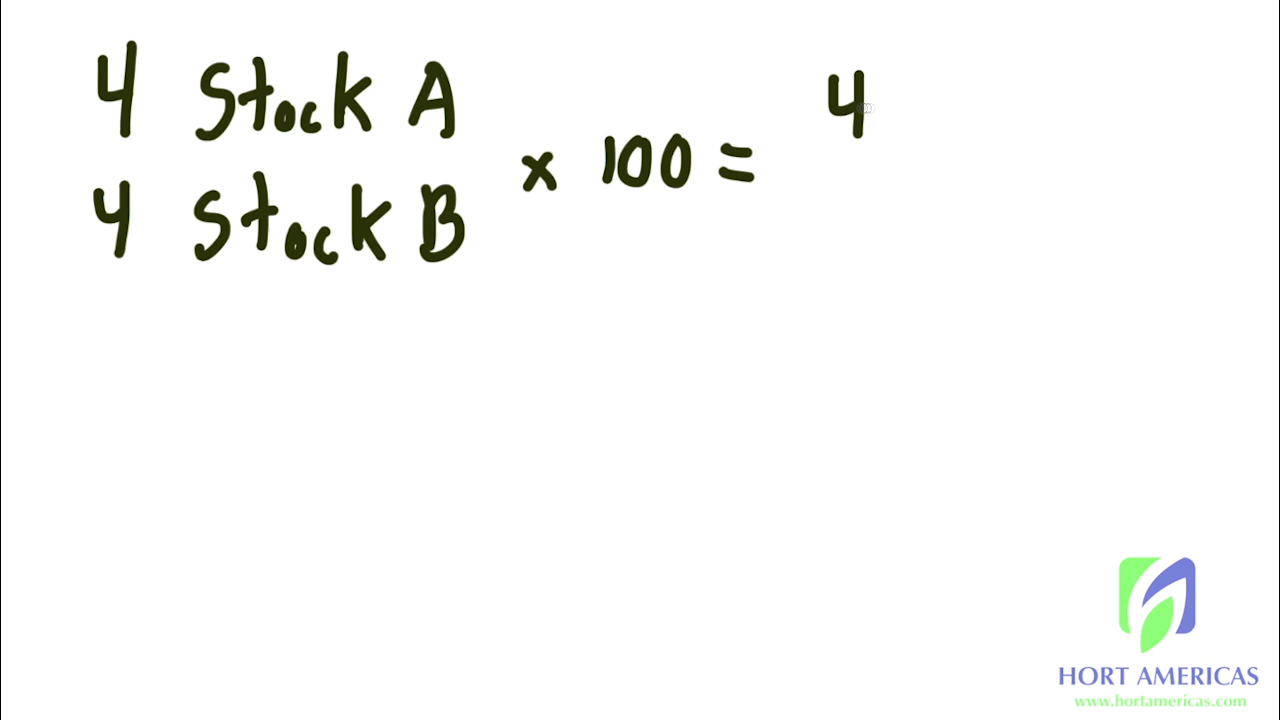 4 Stock A
4 Stock B
x 100 =
4
HORT AMERICAS
www.hortamericas.com